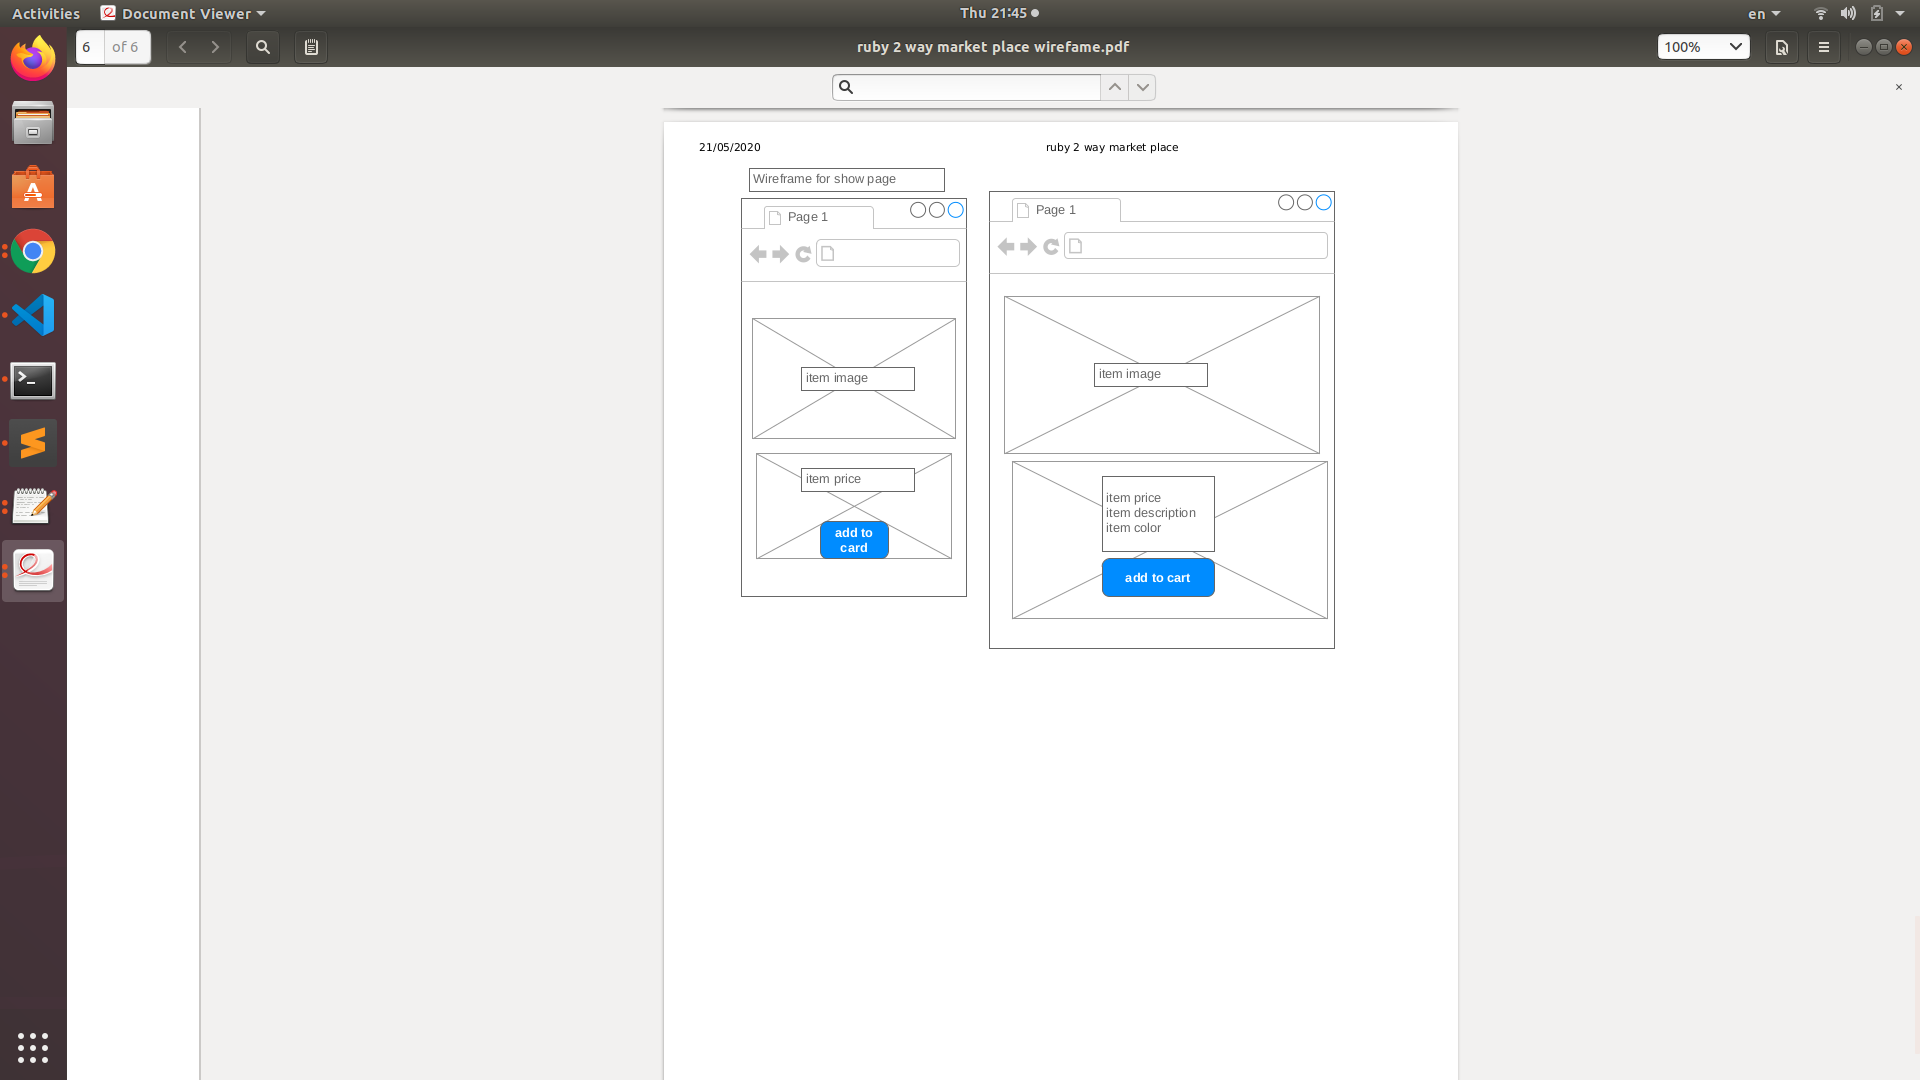 Activities
Document Viewer
Thu 21:45
en
6 of 6
ruby 2 way market place wirefame.pdf
100%
21/05/2020
ruby 2 way market place
Wireframe for show page
Page 1
item image
item price
add to
card
Page 1
item image
item price
item description
item color
add to cart